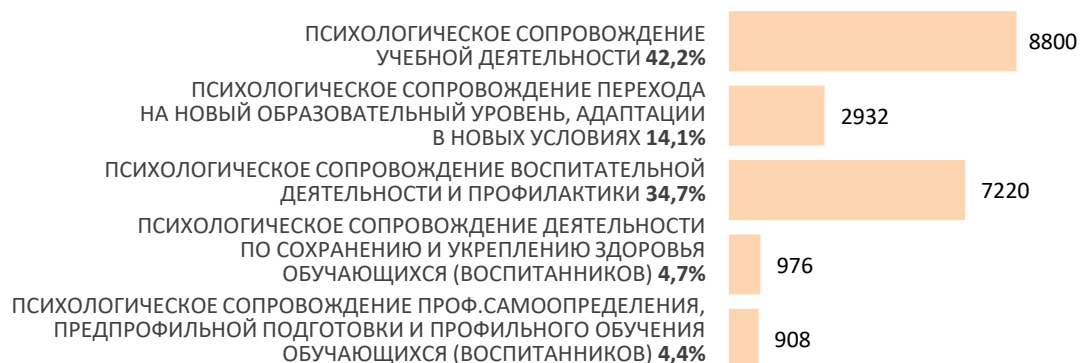 ПСИХОЛОГИЧЕСКОЕ СОПРОВОЖДЕНИЕ
УЧЕБНОЙ ДЕЯТЕЛЬНОСТИ 42,2%
8800
ПСИХОЛОГИЧЕСКОЕ СОПРОВОЖДЕНИЕ ПЕРЕХОДА
НА НОВЫЙ ОБРАЗОВАТЕЛЬНЫЙ УРОВЕНЬ, АДАПТАЦИИ
В НОВЫХ УСЛОВИЯХ 14,1%
2932
ПСИХОЛОГИЧЕСКОЕ СОПРОВОЖДЕНИЕ ВОСПИТАТЕЛЬНОЙ
ДЕЯТЕЛЬНОСТИ И ПРОФИЛАКТИКИ 34,7%
7220
ПСИХОЛОГИЧЕСКОЕ СОПРОВОЖДЕНИЕ ДЕЯТЕЛЬНОСТИ
ПО СОХРАНЕНИЮ И УКРЕПЛЕНИЮ ЗДОРОВЬЯ
ОБУЧАЮЩИХСЯ (ВОСПИТАННИКОВ) 4,7%
976
ПСИХОЛОГИЧЕСКОЕ СОПРОВОЖДЕНИЕ ПРОФ.САМООПРЕДЕЛЕНИЯ,
ПРЕДПРОФИЛЬНОЙ ПОДГОТОВКИ И ПРОФИЛЬНОГО ОБУЧЕНИЯ
ОБУЧАЮЩИХСЯ (ВОСПИТАННИКОВ) 4,4%
908